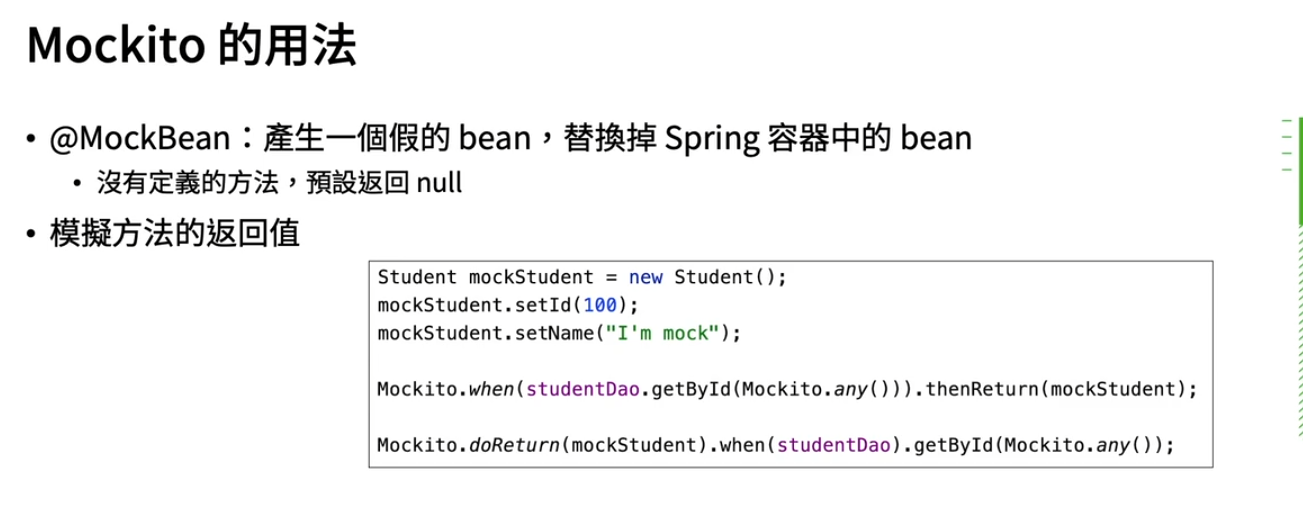 Mockito 的用法
• @MockBean：產生一個假的 bean，替換掉 Spring 容器中的 bean
• 沒有定義的方法，預設返回 null
• 模擬方法的返回值
Student mockStudent = new Student();
mockStudent.setId(100);
mockStudent.setName("I'm mock");
Mockito.when(studentDao.getById(Mockito.any())).thenReturn(mockStudent);
Mockito.doReturn(mockStudent).when(studentDao).getById(Mockito.any());